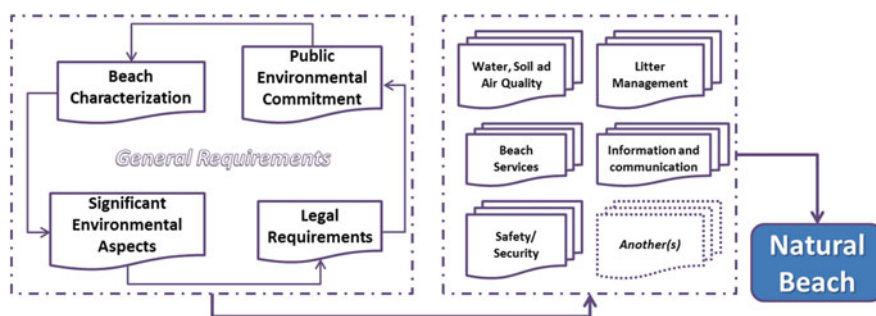 Beach
Characterization
Public
Environmental
Commitment
General Requirements
Significant
Environmental
Aspects
Legal
Requirements
Water, Soil ad
Air Quality
Litter
Management
Beach
Services
Information and
communication
Safety/
Security
Another(s)
Natural
Beach